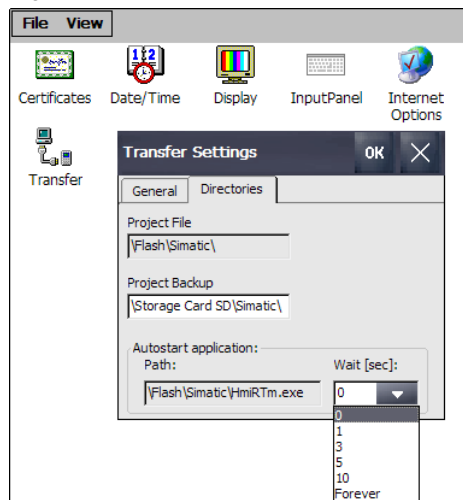 File View
Certificates Date/Time Display InputPanel Internet
Options
Transfer
Transfer Settings OK
General Directories
Project File
\Flash\Simatic\
Project Backup
\Storage Card SD\Simatic\
Autostart application:
Path: Wait [sec]:
\Flash\Simatic\HmiRTm.exe 0
0
1
3
5
10
Forever